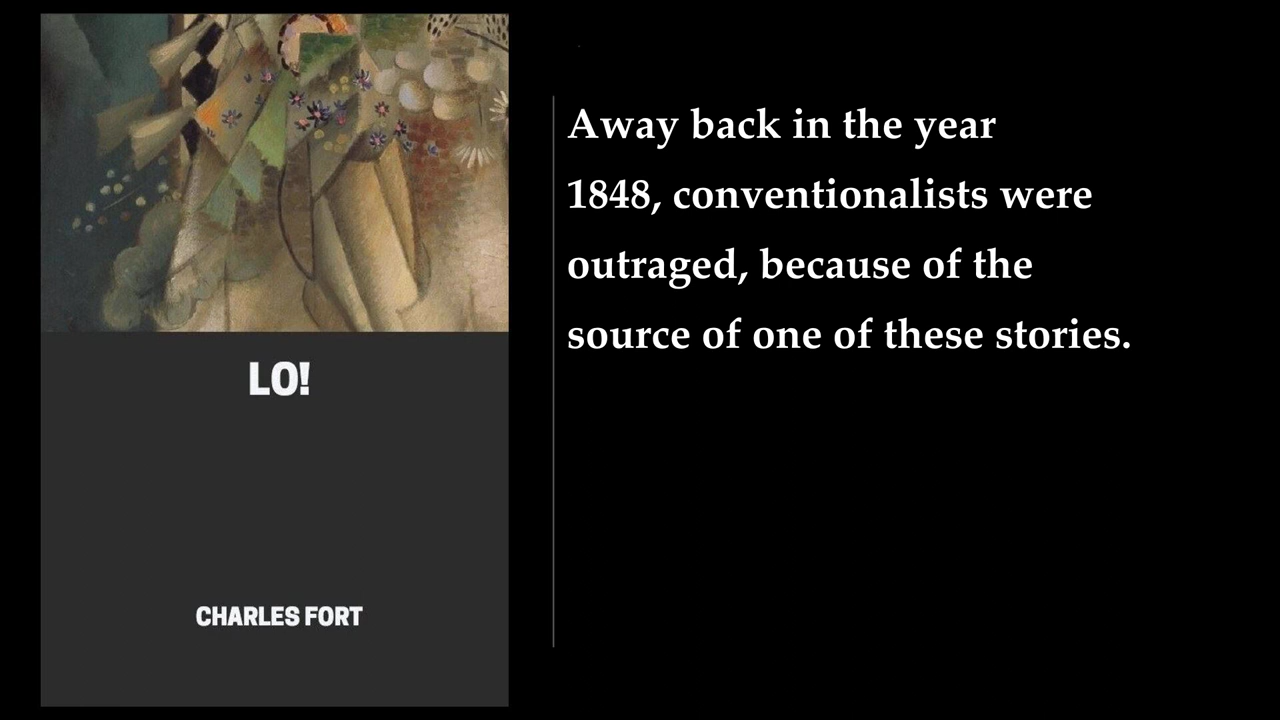 LO!
CHARLES FORT
Away back in the year
1848, conventionalists were
outraged, because of the
source of one of these stories.